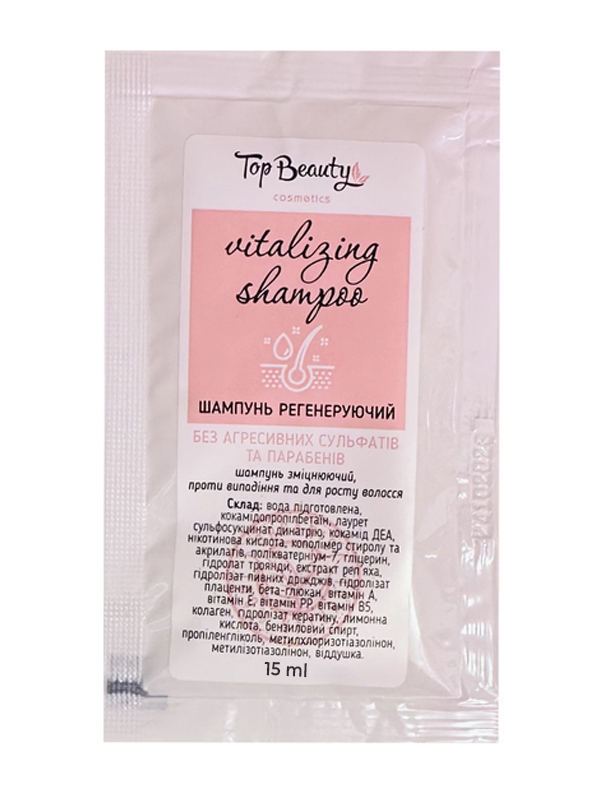 Top Beauty
cosmetics
vitalizing
shampoo
ШАМПУНЬ РЕГЕНЕРУЮЧИЙ
БЕЗ АГРЕСИВНИХ СУЛЬФАТІВ
ТА ПАРАБЕНІВ
шампунь зміцнюючий,
проти випадіння та для росту волосся
Склад: вода підготовлена,
кокамідопропілбетаїн, лаурет
сульфосукцинат динатрію, кокамід ДЕА,
нікотинова кислота, кополімер стиролу та
акрилатів, полікватерніум-7, гліцерин,
гідролат троянди, екстракт реп'яха,
гідролізат пивних дріжджів, гідролізат
плаценти, бета-глюкан, вітамін А,
вітамін Е, вітамін РР, вітамін В5,
колаген, гідролізат кератину, лимонна
кислота, бензиловий спирт,
пропіленгліколь, метилхлоризотіазолінон,
метилізотіазолінон, віддушка.
15 ml